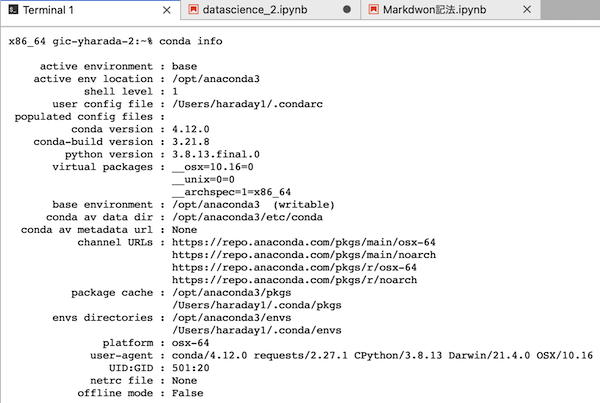 Terminal 1
datascience_2.ipynb
Markdwon記法.ipynb
x86_64 gic-yharada-2:~% conda info
active environment : base
active env location : /opt/anaconda3
shell level : 1
user config file : /Users/haraday1/.condarc
populated config files :
conda version : 4.12.0
conda-build version : 3.21.8
python version : 3.8.13.final.0
virtual packages : __osx=10.16=0
__unix=0=0
__archspec=1=x86_64
base environment : /opt/anaconda3  (writable)
conda av data dir : /opt/anaconda3/etc/conda
conda av metadata url : None
channel URLs : https://repo.anaconda.com/pkgs/main/osx-64
https://repo.anaconda.com/pkgs/main/noarch
https://repo.anaconda.com/pkgs/r/osx-64
https://repo.anaconda.com/pkgs/r/noarch
package cache : /opt/anaconda3/pkgs
/Users/haraday1/.conda/pkgs
envs directories : /opt/anaconda3/envs
/Users/haraday1/.conda/envs
platform : osx-64
user-agent : conda/4.12.0 requests/2.27.1 CPython/3.8.13 Darwin/21.4.0 OSX/10.16
UID:GID : 501:20
netrc file : None
offline mode : False